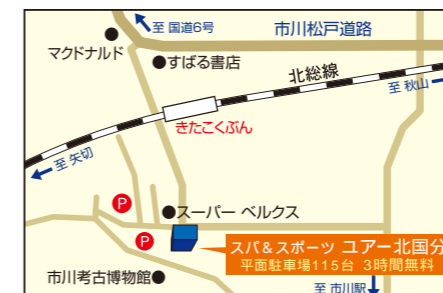 至 国道6号
市川松戸道路
マクドナルド
すばる書店
北総線
至 秋山
きたこくぶん
至 矢切
P
スーパー ベルクス
P
スパ＆スポーツ ユアー北国分
平面駐車場115台 3時間無料
市川考古博物館
至 市川駅